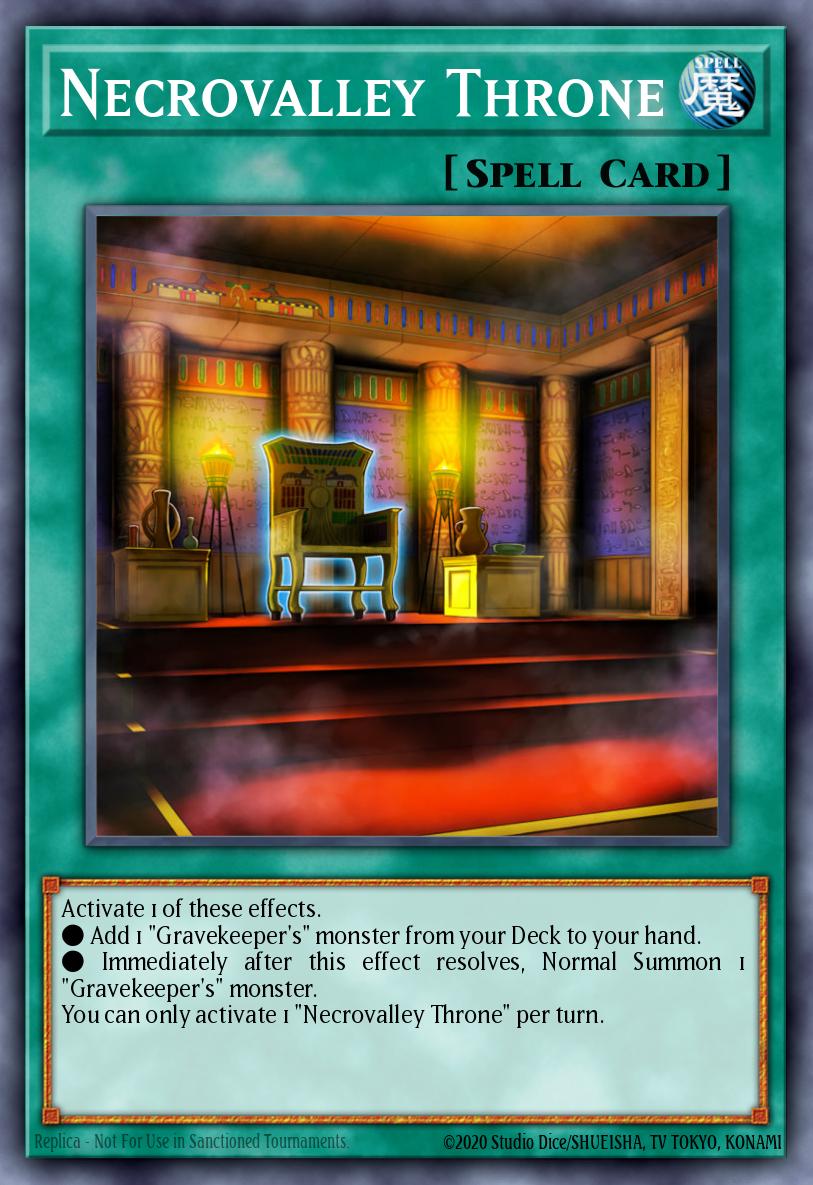 Necrovalley Throne
SPELL
魔
[ Spell Card ]
Activate 1 of these effects.
● Add 1 "Gravekeeper's" monster from your Deck to your hand.
● Immediately after this effect resolves, Normal Summon 1
"Gravekeeper's" monster.
You can only activate 1 "Necrovalley Throne" per turn.
Replica - Not For Use in Sanctioned Tournaments.
©2020 Studio Dice/SHUEISHA, TV TOKYO, KONAMI